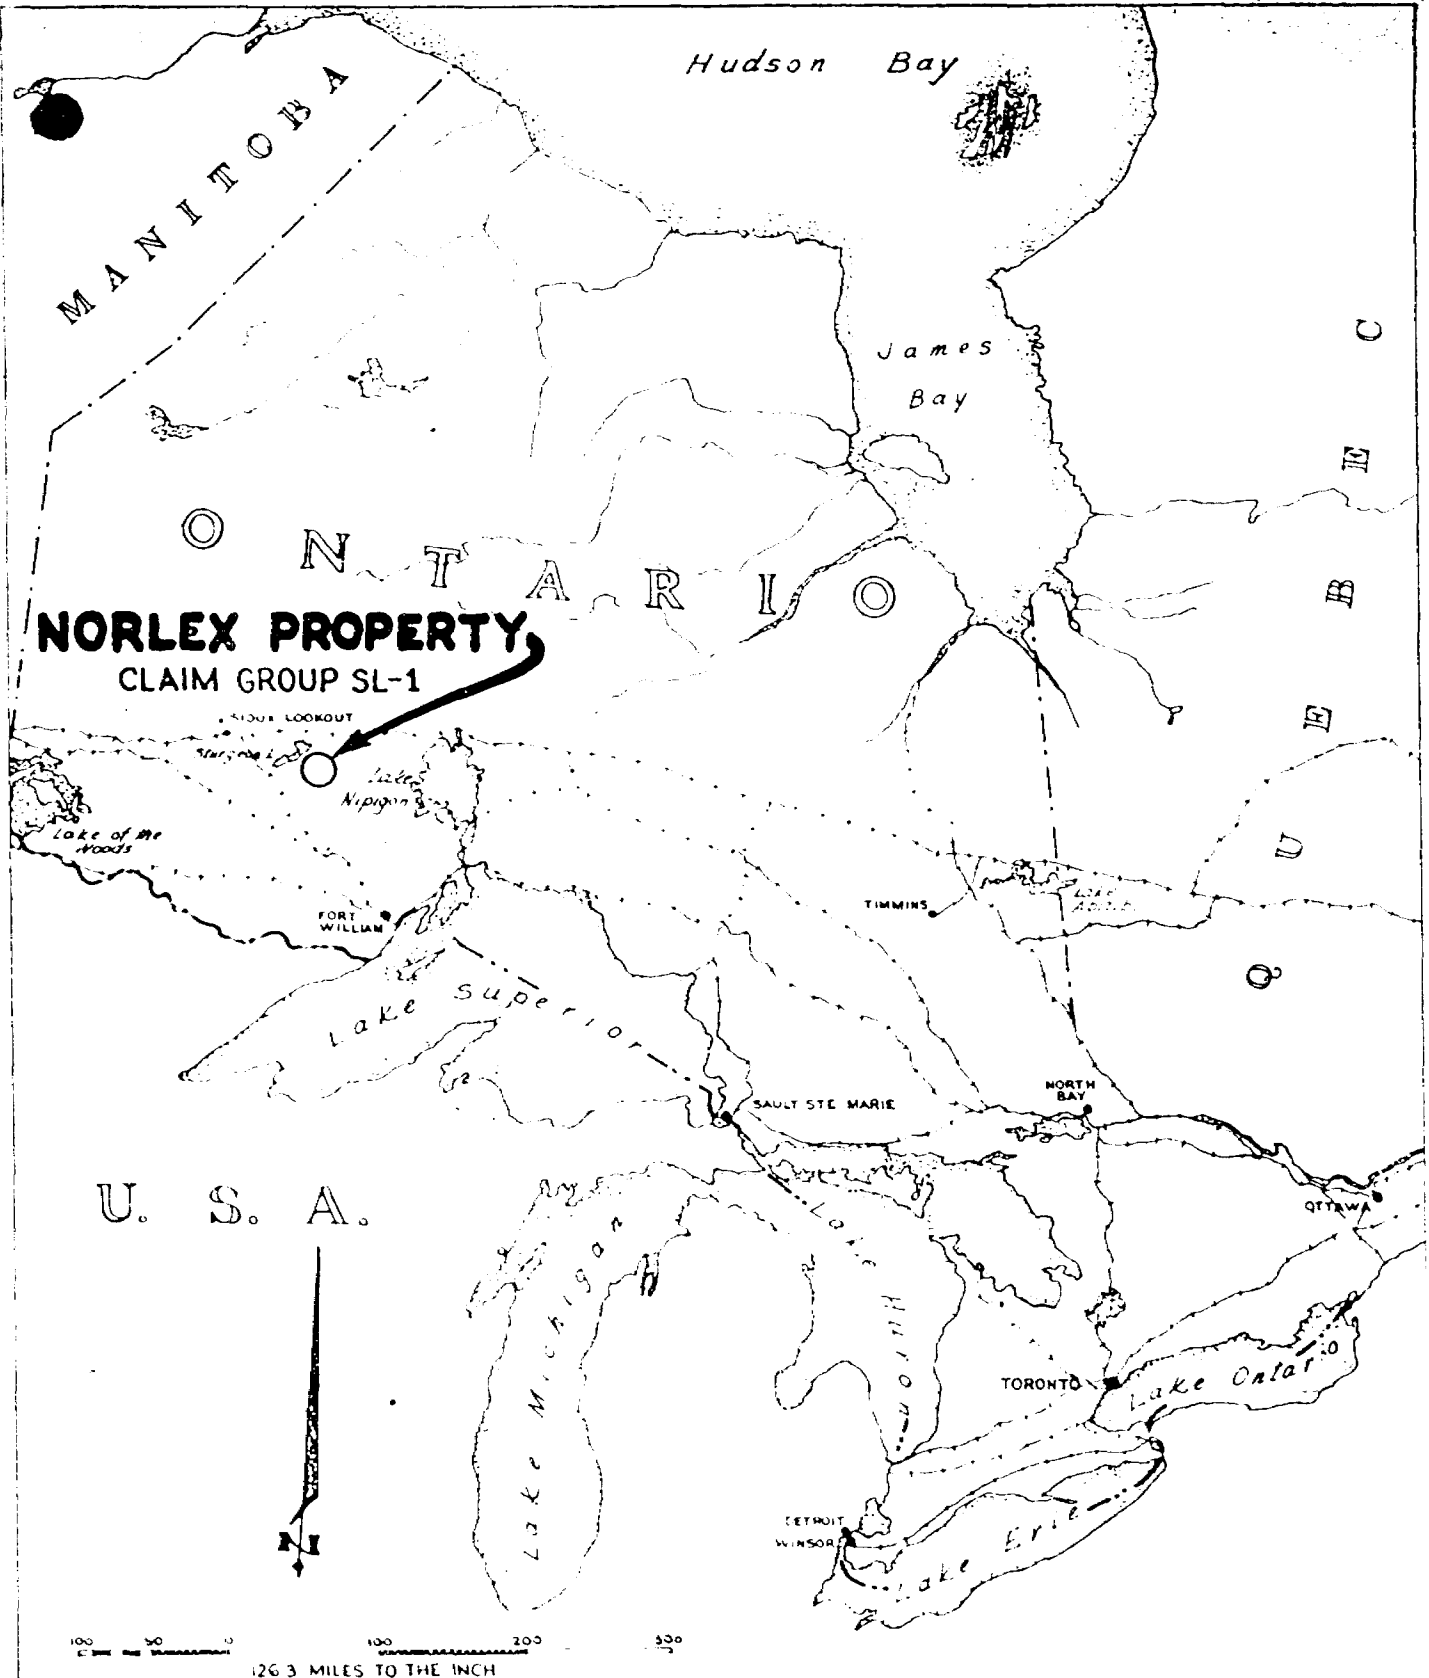 Hudson Bay
MANITOBA
James
Bay
QUEBEC
ONTARIO
NORLEX PROPERTY
CLAIM GROUP SL-1
SIOUX LOOKOUT
Sturgeon L
Lake
Nipigon
Lake of the
Woods
FORT
WILLIAM
TIMMINS
LAKE
Lake Superior
SAULT STE MARIE
NORTH
BAY
OTTAWA
U. S. A.
Lake Michigan
Lake Huron
TORONTO
Lake Ontario
N
DETROIT
WINSOR
Lake Erie
100 50 0 100 200 300
126.3 MILES TO THE INCH